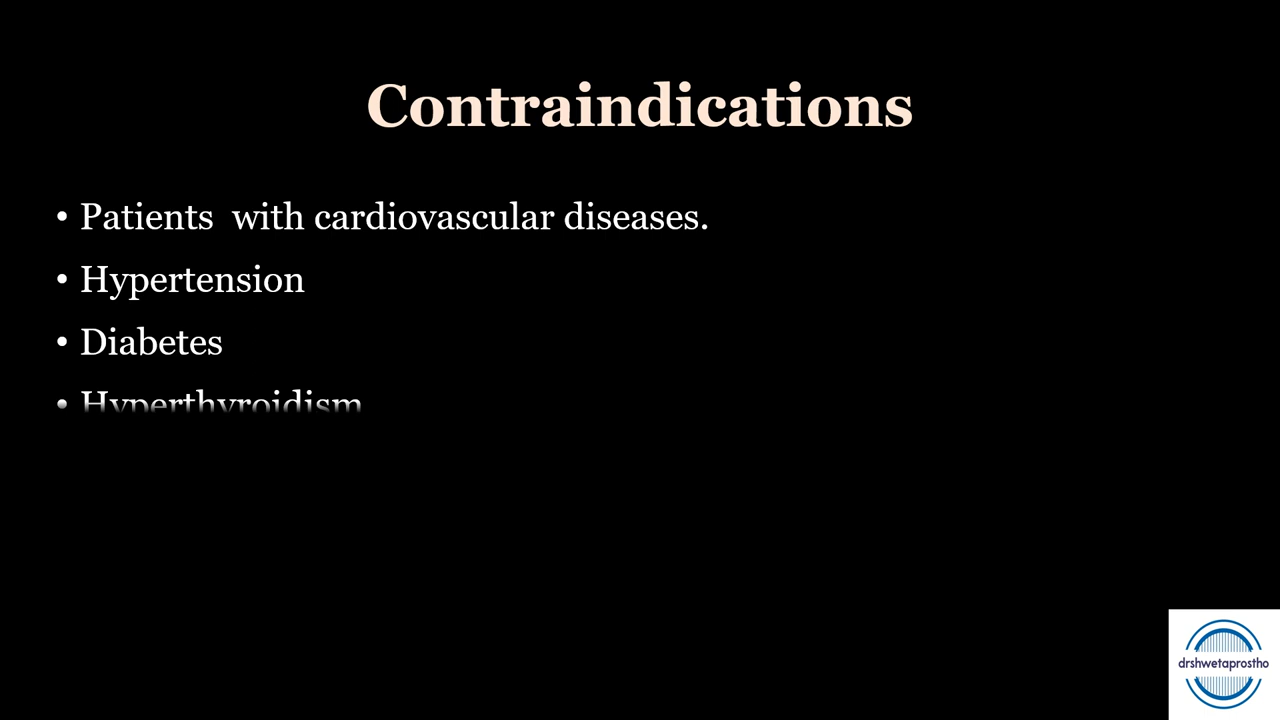 Contraindications
• Patients with cardiovascular diseases.
• Hypertension
• Diabetes
• Hyperthyroidism
drshwetaprostho